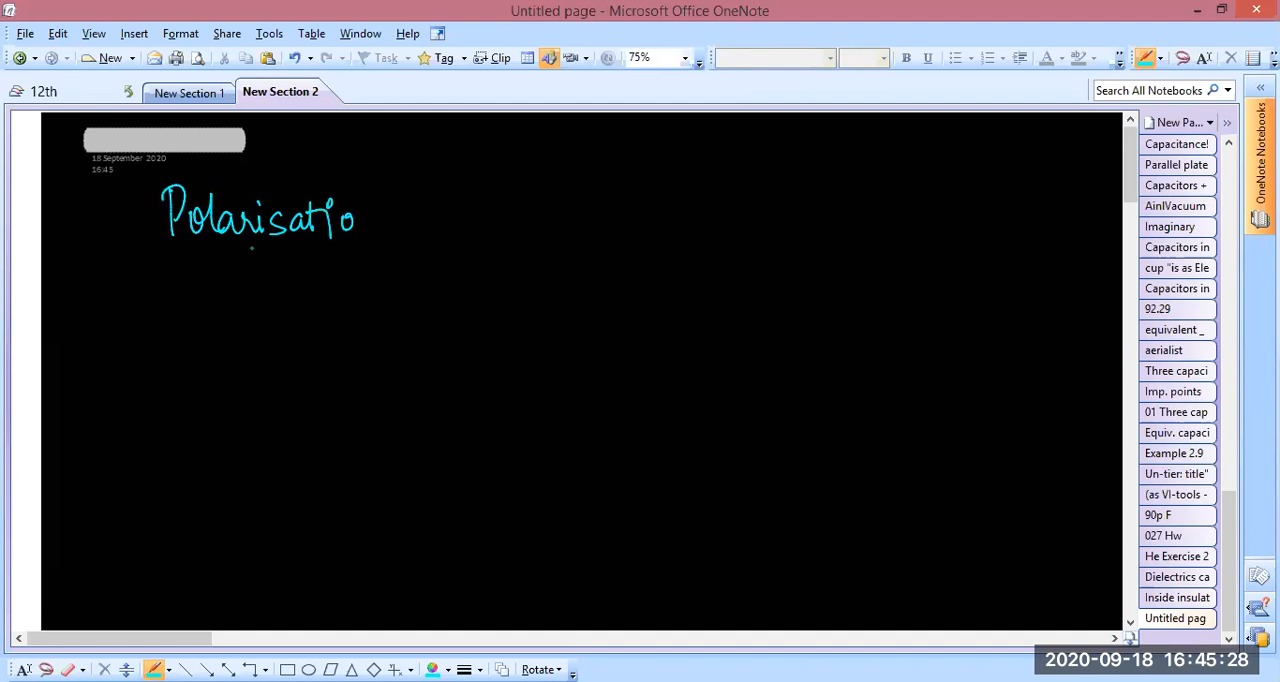 Untitled page - Microsoft Office OneNote
File Edit View Insert Format Share Tools Table Window Help
New Task Tag Clip 75% B U A ab A
12th New Section 1 New Section 2 Search All Notebooks
New Pa...
18 September 2020
16:45
Polarisatio
Capacitance!
Parallel plate
Capacitors +
AinlVacuum
Imaginary
Capacitors in
cup "is as Ele
Capacitors in
92.29
equivalent _
aerialist
Three capaci
Imp. points
01 Three cap
Equiv. capaci
Example 2.9
Un-tier: title"
(as VI-tools -
90p F
027 Hw
He Exercise 2
Dielectrics ca
Inside insulat
Untitled pag
OneNote Notebooks
2020-09-18 16:45:28
A Rotate